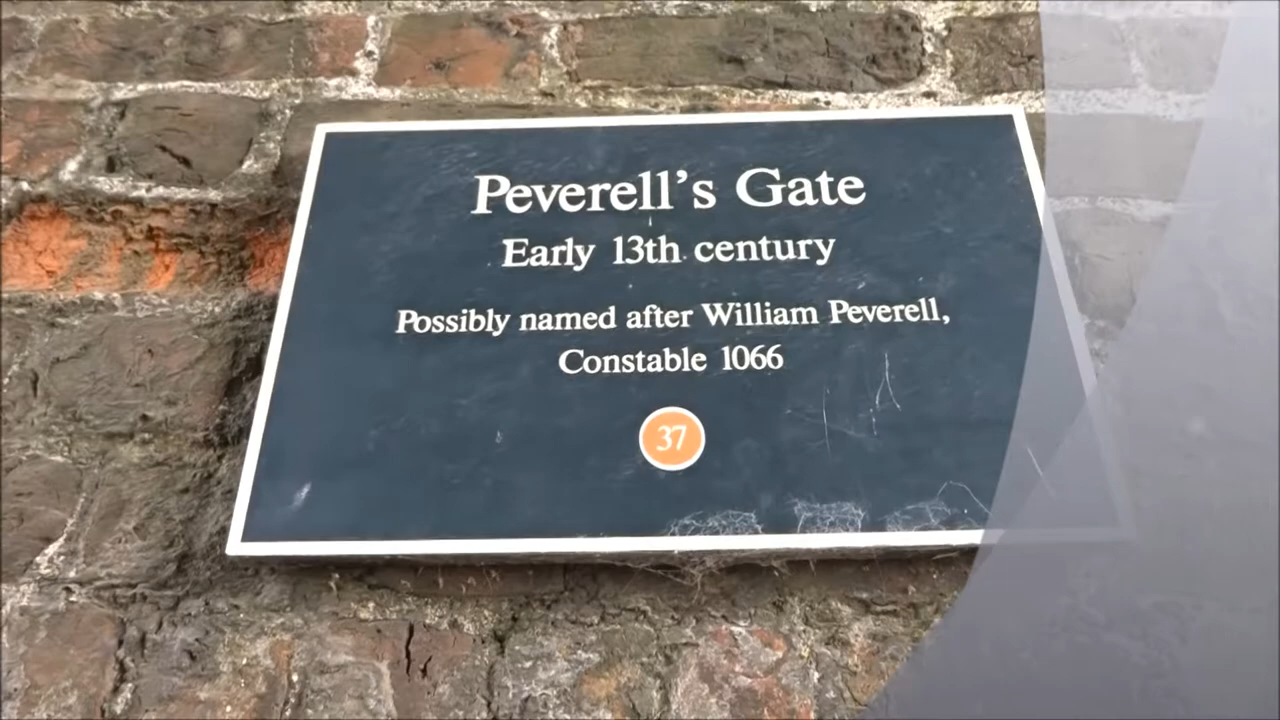 Peverell's Gate
Early 13th century
Possibly named after William Peverell,
Constable 1066
37